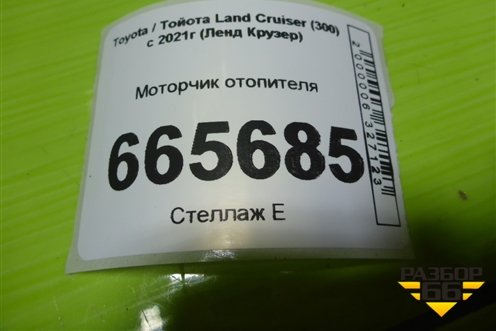 Toyota / Тойота Land Cruiser (300)
с 2021г (Ленд Крузер)
Моторчик отопителя
665685
Стеллаж Е
2000006327123
РАЗБОР
66